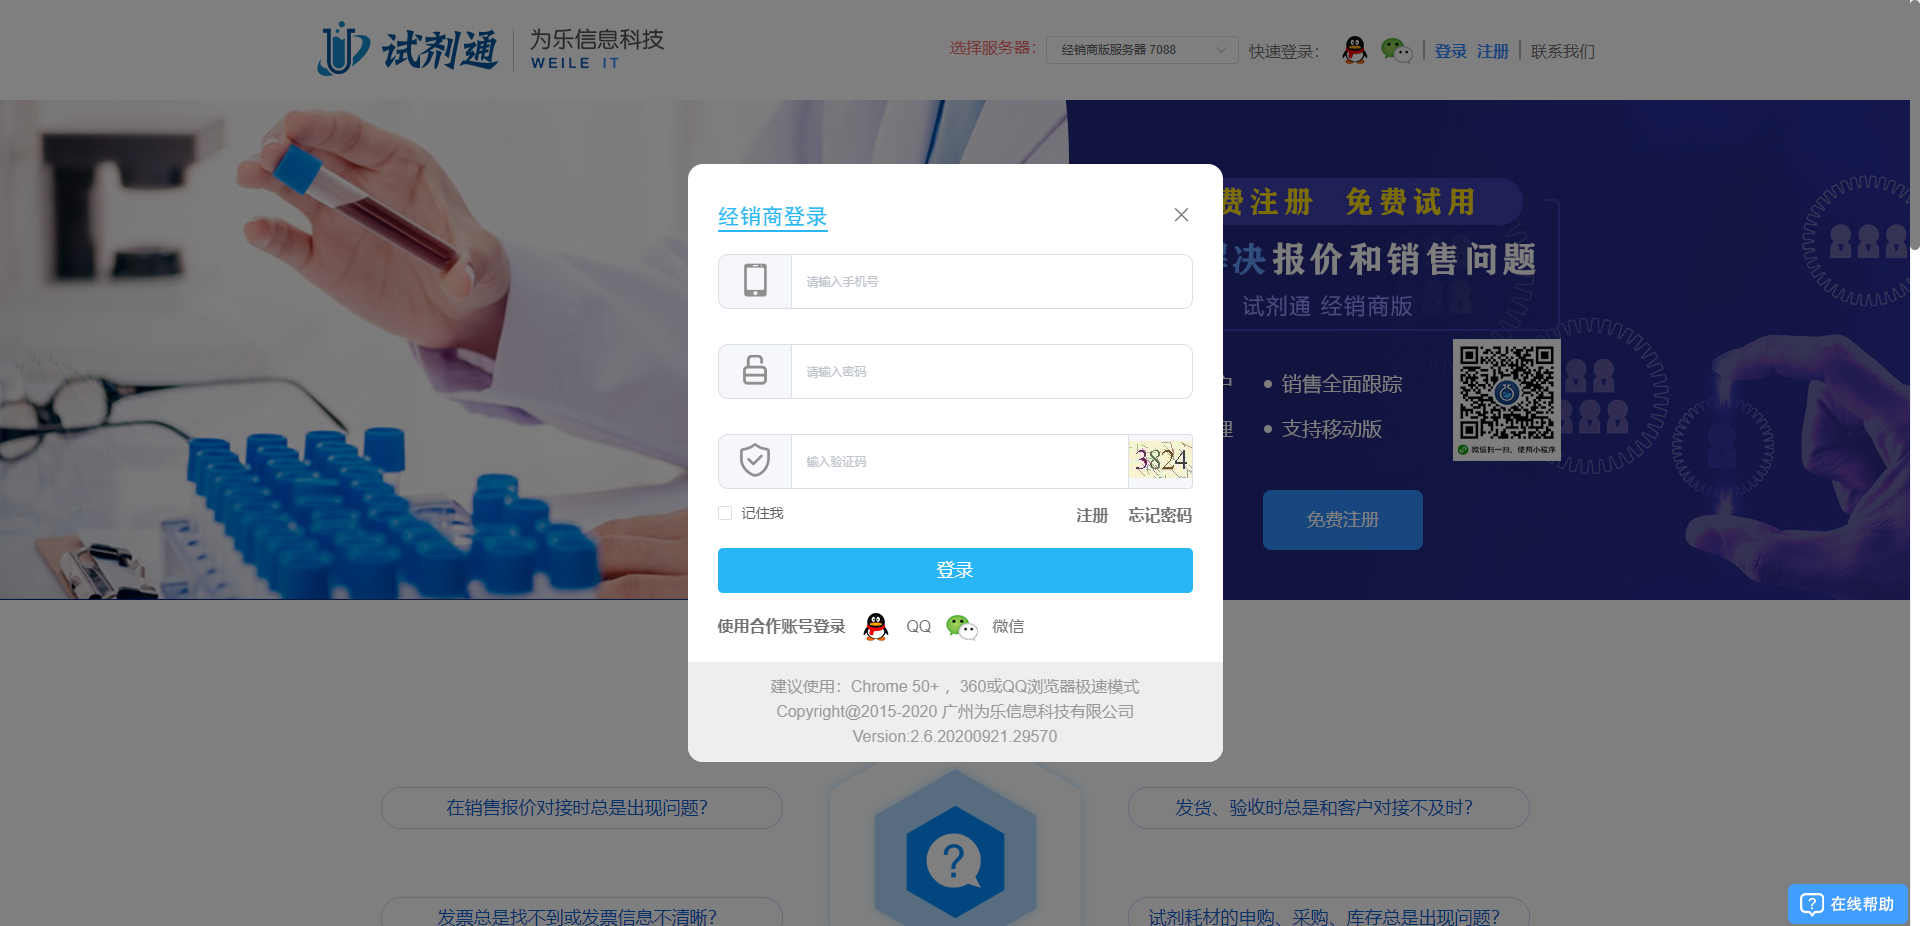 试剂通
为乐信息科技
WEILE IT
选择服务器：
经销商版服务器 7088
快速登录：
登录 注册
联系我们
费注册 免费试用
解决报价和销售问题
试剂通 经销商版
销售全面跟踪
理
支持移动版
微信扫一扫，使用小程序
免费注册
经销商登录
请输入手机号
请输入密码
输入验证码
3824
记住我
注册 忘记密码
登录
使用合作账号登录 QQ 微信
建议使用：Chrome 50+ ，360或QQ浏览器极速模式
Copyright@2015-2020 广州为乐信息科技有限公司
Version:2.6.20200921.29570
在销售报价对接时总是出现问题？
发货、验收时总是和客户对接不及时？
发票总是找不到或发票信息不清晰？
试剂耗材的申购、采购、库存总是出现问题？
在线帮助